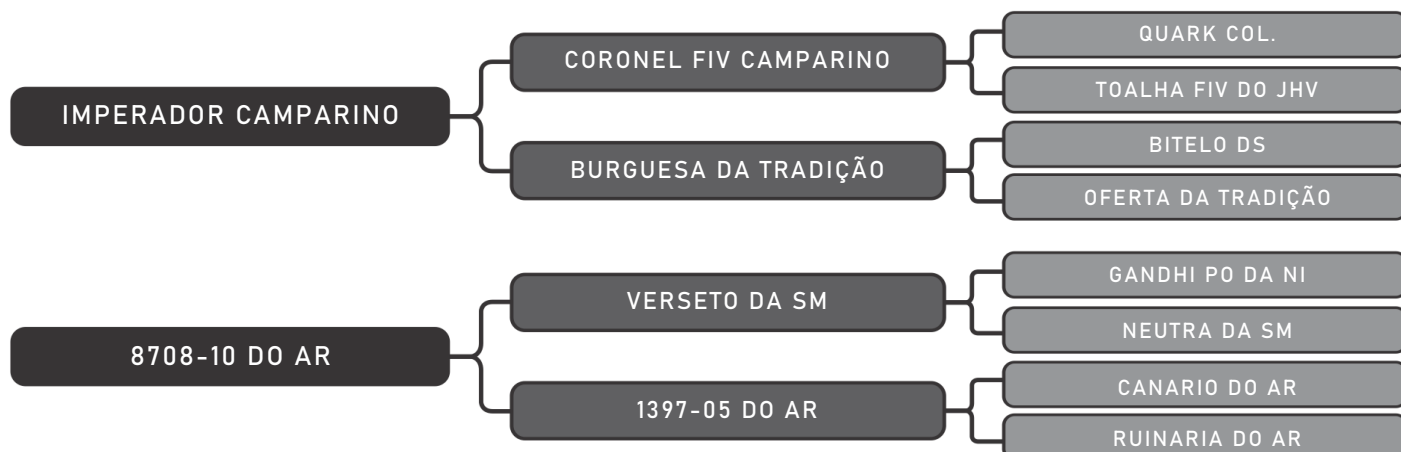 IMPERADOR CAMPARINO
CORONEL FIV CAMPARINO
QUARK COL.
TOALHA FIV DO JHV
BURGUESA DA TRADIÇÃO
BITELO DS
OFERTA DA TRADIÇÃO
8708-10 DO AR
VERSETO DA SM
GANDHI PO DA NI
NEUTRA DA SM
1397-05 DO AR
CANARIO DO AR
RUINARIA DO AR